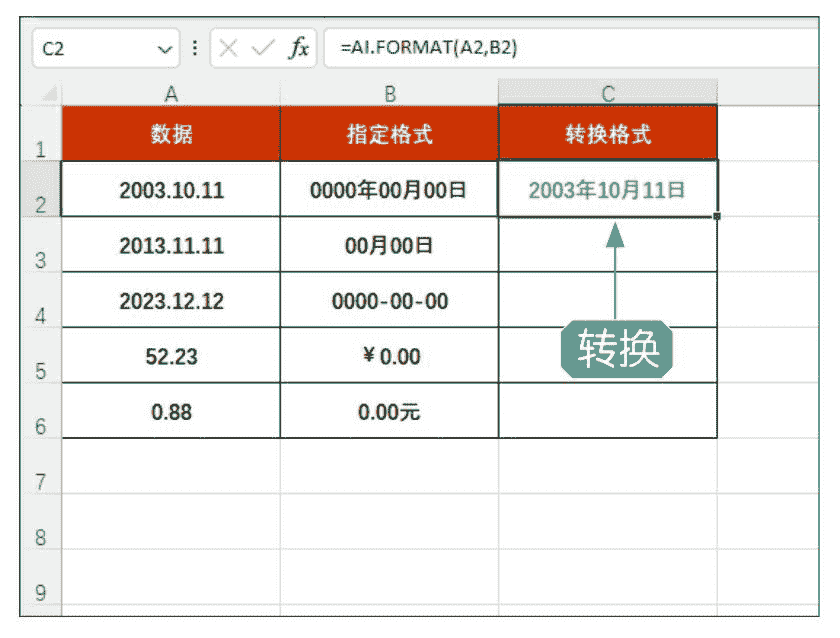 C2 fx =AI.FORMAT(A2,B2)
A B C
1 数据 指定格式 转换格式
2 2003.10.11 0000年00月00日 2003年10月11日
3 2013.11.11 00月00日
4 2023.12.12 0000-00-00
5 52.23 ￥0.00 转换
6 0.88 0.00元
7
8
9